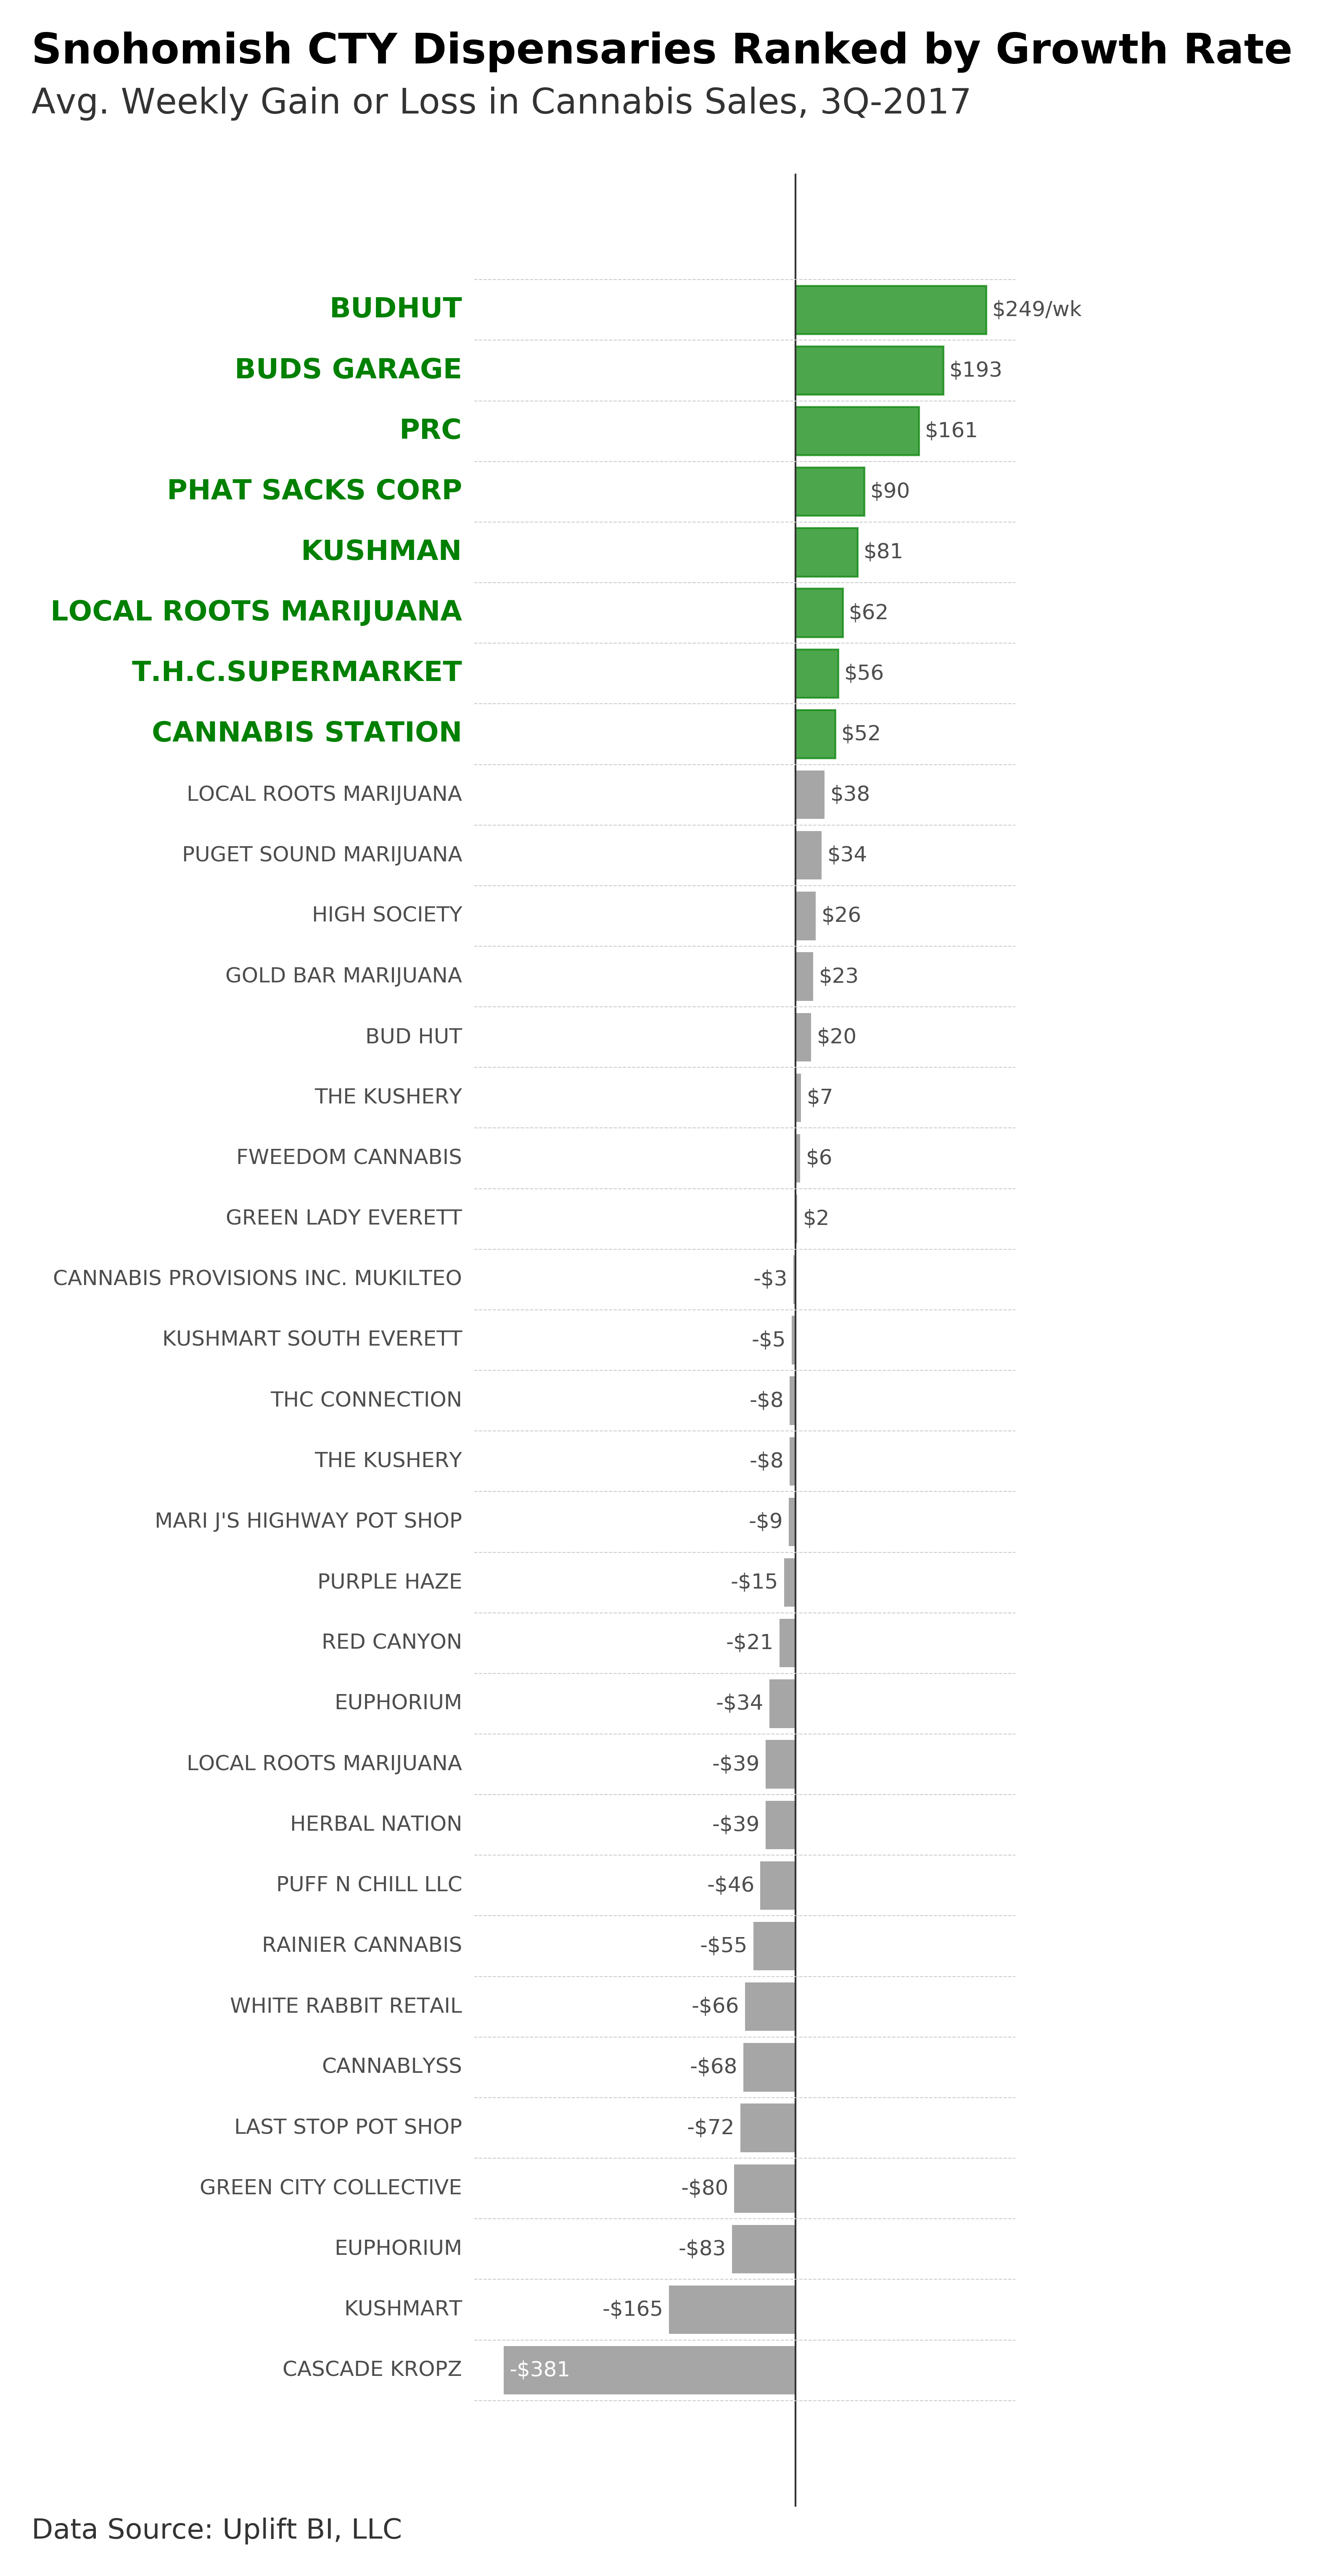 Snohomish CTY Dispensaries Ranked by Growth Rate
Avg. Weekly Gain or Loss in Cannabis Sales, 3Q-2017
BUDHUT $249/wk
BUDS GARAGE $193
PRC $161
PHAT SACKS CORP $90
KUSHMAN $81
LOCAL ROOTS MARIJUANA $62
T.H.C.SUPERMARKET $56
CANNABIS STATION $52
LOCAL ROOTS MARIJUANA $38
PUGET SOUND MARIJUANA $34
HIGH SOCIETY $26
GOLD BAR MARIJUANA $23
BUD HUT $20
THE KUSHERY $7
FWEEDOM CANNABIS $6
GREEN LADY EVERETT $2
CANNABIS PROVISIONS INC. MUKILTEO -$3
KUSHMART SOUTH EVERETT -$5
THC CONNECTION -$8
THE KUSHERY -$8
MARI J'S HIGHWAY POT SHOP -$9
PURPLE HAZE -$15
RED CANYON -$21
EUPHORIUM -$34
LOCAL ROOTS MARIJUANA -$39
HERBAL NATION -$39
PUFF N CHILL LLC -$46
RAINIER CANNABIS -$55
WHITE RABBIT RETAIL -$66
CANNABLYSS -$68
LAST STOP POT SHOP -$72
GREEN CITY COLLECTIVE -$80
EUPHORIUM -$83
KUSHMART -$165
CASCADE KROPZ -$381
Data Source: Uplift BI, LLC